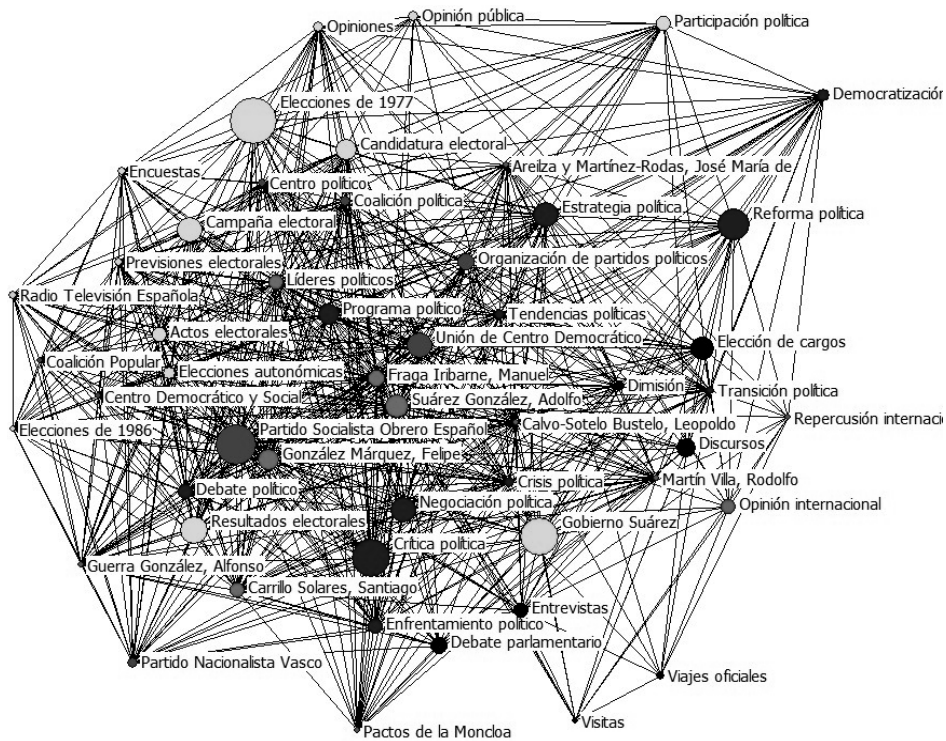 Opinión pública
Opiniones
Participación política
Democratización
Elecciones de 1977
Candidatura electoral
Areilza y Martínez-Rodas, José María de
Encuestas
Centro político
Coalición política
Estrategia política
Reforma política
Campaña electoral
Previsiones electorales
Organización de partidos políticos
Líderes políticos
Radio Televisión Española
Programa político
Tendencias políticas
Actos electorales
Unión de Centro Democrático
Elección de cargos
Coalición Popular
Elecciones autonómicas
Fraga Iribarne, Manuel
Dimisión
Transición política
Centro Democrático y Social
Suárez González, Adolfo
Repercusión internacio
Elecciones de 1986
Partido Socialista Obrero Español
Calvo-Sotelo Bustelo, Leopoldo
Discursos
González Márquez, Felipe
Debate político
Crisis política
Martín Villa, Rodolfo
Negociación política
Opinión internacional
Resultados electorales
Gobierno Suárez
Crítica política
Guerra González, Alfonso
Carrillo Solares, Santiago
Entrevistas
Enfrentamiento político
Debate parlamentario
Partido Nacionalista Vasco
Viajes oficiales
Visitas
Pactos de la Moncloa